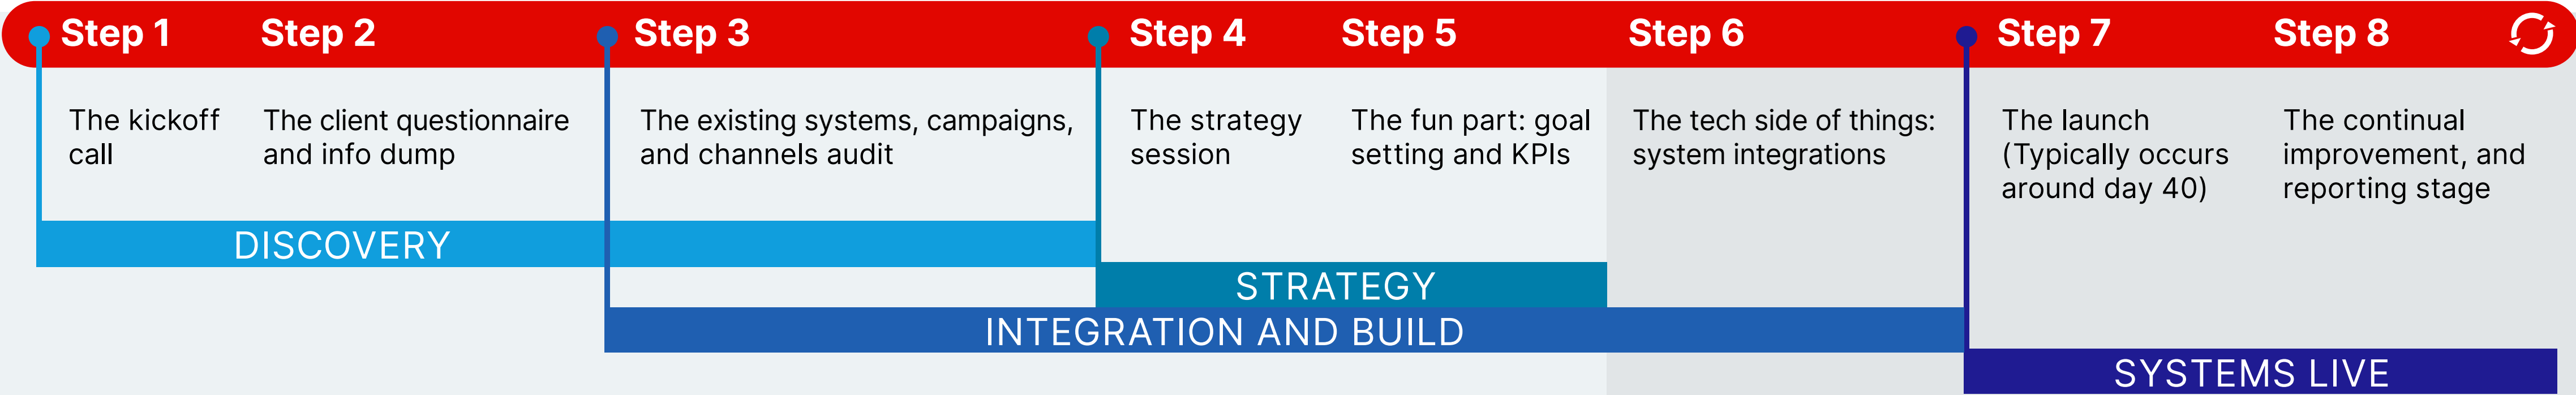 Step 1
Step 2
Step 3
Step 4
Step 5
Step 6
Step 7
Step 8
The kickoff
call
The client questionnaire
and info dump
The existing systems, campaigns,
and channels audit
The strategy
session
The fun part: goal
setting and KPIs
The tech side of things:
system integrations
The launch
(Typically occurs
around day 40)
The continual
improvement, and
reporting stage
DISCOVERY
STRATEGY
INTEGRATION AND BUILD
SYSTEMS LIVE